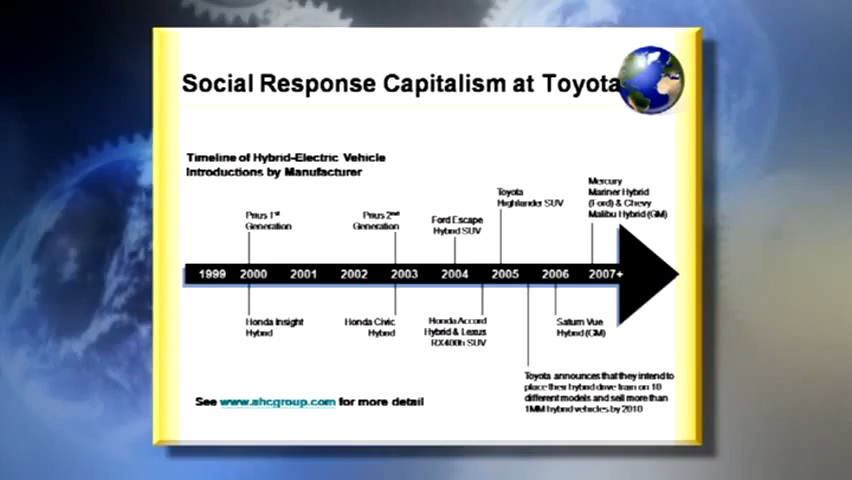 Social Response Capitalism at Toyota
Timeline of Hybrid-Electric Vehicle
Introductions by Manufacturer
Prius 1st
Generation
Prius 2nd
Generation
Ford Escape
Hybrid SUV
Toyota
Highlander SUV
Mercury
Mariner Hybrid
(Ford) & Chevy
Malibu Hybrid (GM)
1999 2000 2001 2002 2003 2004 2005 2006 2007+
Honda Insight
Hybrid
Honda Civic
Hybrid
Honda Accord
Hybrid & Lexus
RX400h SUV
Saturn Vue
Hybrid (GM)
Toyota announces that they intend to
place their hybrid drive train on 10
different models and sell more than
1MM hybrid vehicles by 2010
See www.ahcgroup.com for more detail